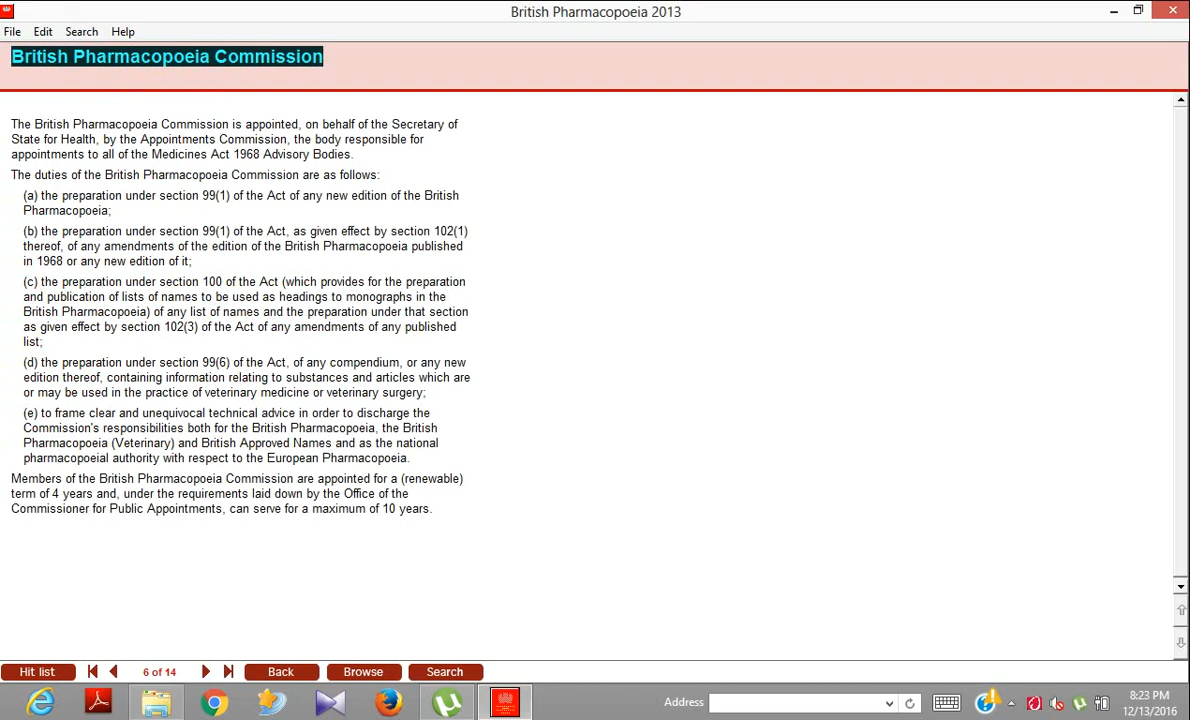 British Pharmacopoeia 2013
File Edit Search Help
British Pharmacopoeia Commission
The British Pharmacopoeia Commission is appointed, on behalf of the Secretary of
State for Health, by the Appointments Commission, the body responsible for
appointments to all of the Medicines Act 1968 Advisory Bodies.
The duties of the British Pharmacopoeia Commission are as follows:
(a) the preparation under section 99(1) of the Act of any new edition of the British
Pharmacopoeia;
(b) the preparation under section 99(1) of the Act, as given effect by section 102(1)
thereof, of any amendments of the edition of the British Pharmacopoeia published
in 1968 or any new edition of it;
(c) the preparation under section 100 of the Act (which provides for the preparation
and publication of lists of names to be used as headings to monographs in the
British Pharmacopoeia) of any list of names and the preparation under that section
as given effect by section 102(3) of the Act of any amendments of any published
list;
(d) the preparation under section 99(6) of the Act, of any compendium, or any new
edition thereof, containing information relating to substances and articles which are
or may be used in the practice of veterinary medicine or veterinary surgery;
(e) to frame clear and unequivocal technical advice in order to discharge the
Commission's responsibilities both for the British Pharmacopoeia, the British
Pharmacopoeia (Veterinary) and British Approved Names and as the national
pharmacopoeial authority with respect to the European Pharmacopoeia.
Members of the British Pharmacopoeia Commission are appointed for a (renewable)
term of 4 years and, under the requirements laid down by the Office of the
Commissioner for Public Appointments, can serve for a maximum of 10 years.
Hit list 6 of 14 Back Browse Search
Address
8:23 PM
12/13/2016